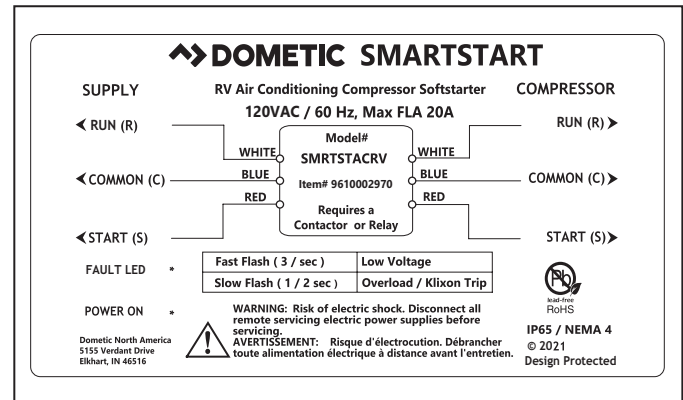 DOMETIC SMARTSTART
SUPPLY
RV Air Conditioning Compressor Softstarter
COMPRESSOR
120VAC / 60 Hz, Max FLA 20A
RUN (R)
RUN (R)
Model#
WHITE
SMRTSTACRV
WHITE
COMMON (C)
BLUE
Item# 9610002970
BLUE
COMMON (C)
RED
RED
Requires a
Contactor or Relay
START (S)
START (S)
FAULT LED *
Fast Flash ( 3 / sec ) Low Voltage
Slow Flash ( 1 / 2 sec ) Overload / Klixon Trip
Pb
lead-free
RoHS
POWER ON *
WARNING: Risk of electric shock. Disconnect all
remote servicing electric power supplies before
servicing.
AVERTISSEMENT: Risque d'électrocution. Débrancher
toute alimentation électrique à distance avant l'entretien.
Dometic North America
5155 Verdant Drive
Elkhart, IN 46516
IP65 / NEMA 4
© 2021
Design Protected